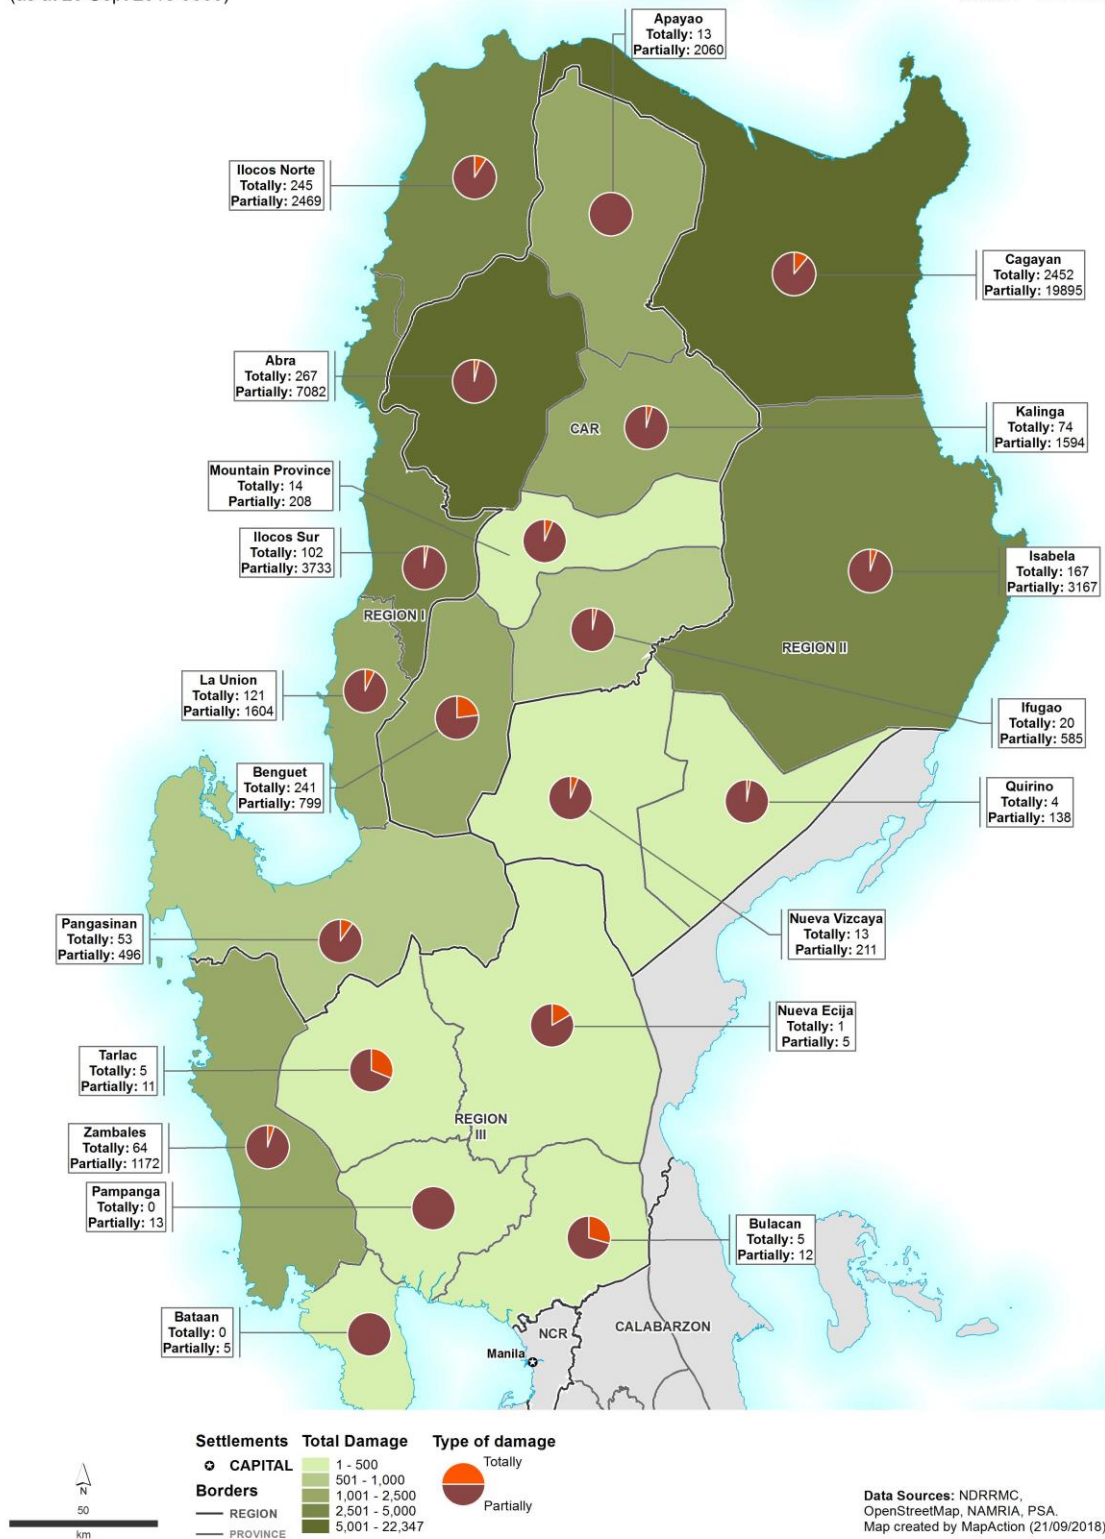 Apayao
Totally: 13
Partially: 2060
Ilocos Norte
Totally: 245
Partially: 2469
Cagayan
Totally: 2452
Partially: 19895
Abra
Totally: 267
Partially: 7082
Kalinga
Totally: 74
Partially: 1594
CAR
Mountain Province
Totally: 14
Partially: 208
Ilocos Sur
Totally: 102
Partially: 3733
Isabela
Totally: 167
Partially: 3167
REGION I
REGION II
La Union
Totally: 121
Partially: 1604
Ifugao
Totally: 20
Partially: 585
Benguet
Totally: 241
Partially: 799
Quirino
Totally: 4
Partially: 138
Pangasinan
Totally: 53
Partially: 496
Nueva Vizcaya
Totally: 13
Partially: 211
Nueva Ecija
Totally: 1
Partially: 5
Tarlac
Totally: 5
Partially: 11
REGION
III
Zambales
Totally: 64
Partially: 1172
Pampanga
Totally: 0
Partially: 13
Bulacan
Totally: 5
Partially: 12
Bataan
Totally: 0
Partially: 5
NCR
CALABARZON
Manila
Settlements
CAPITAL
Borders
REGION
PROVINCE
Total Damage
1 - 500
501 - 1,000
1,001 - 2,500
2,501 - 5,000
5,001 - 22,347
Type of damage
Totally
Partially
N
50
km
Data Sources: NDRRMC,
OpenStreetMap, NAMRIA, PSA.
Map created by MapAction (21/09/2018)